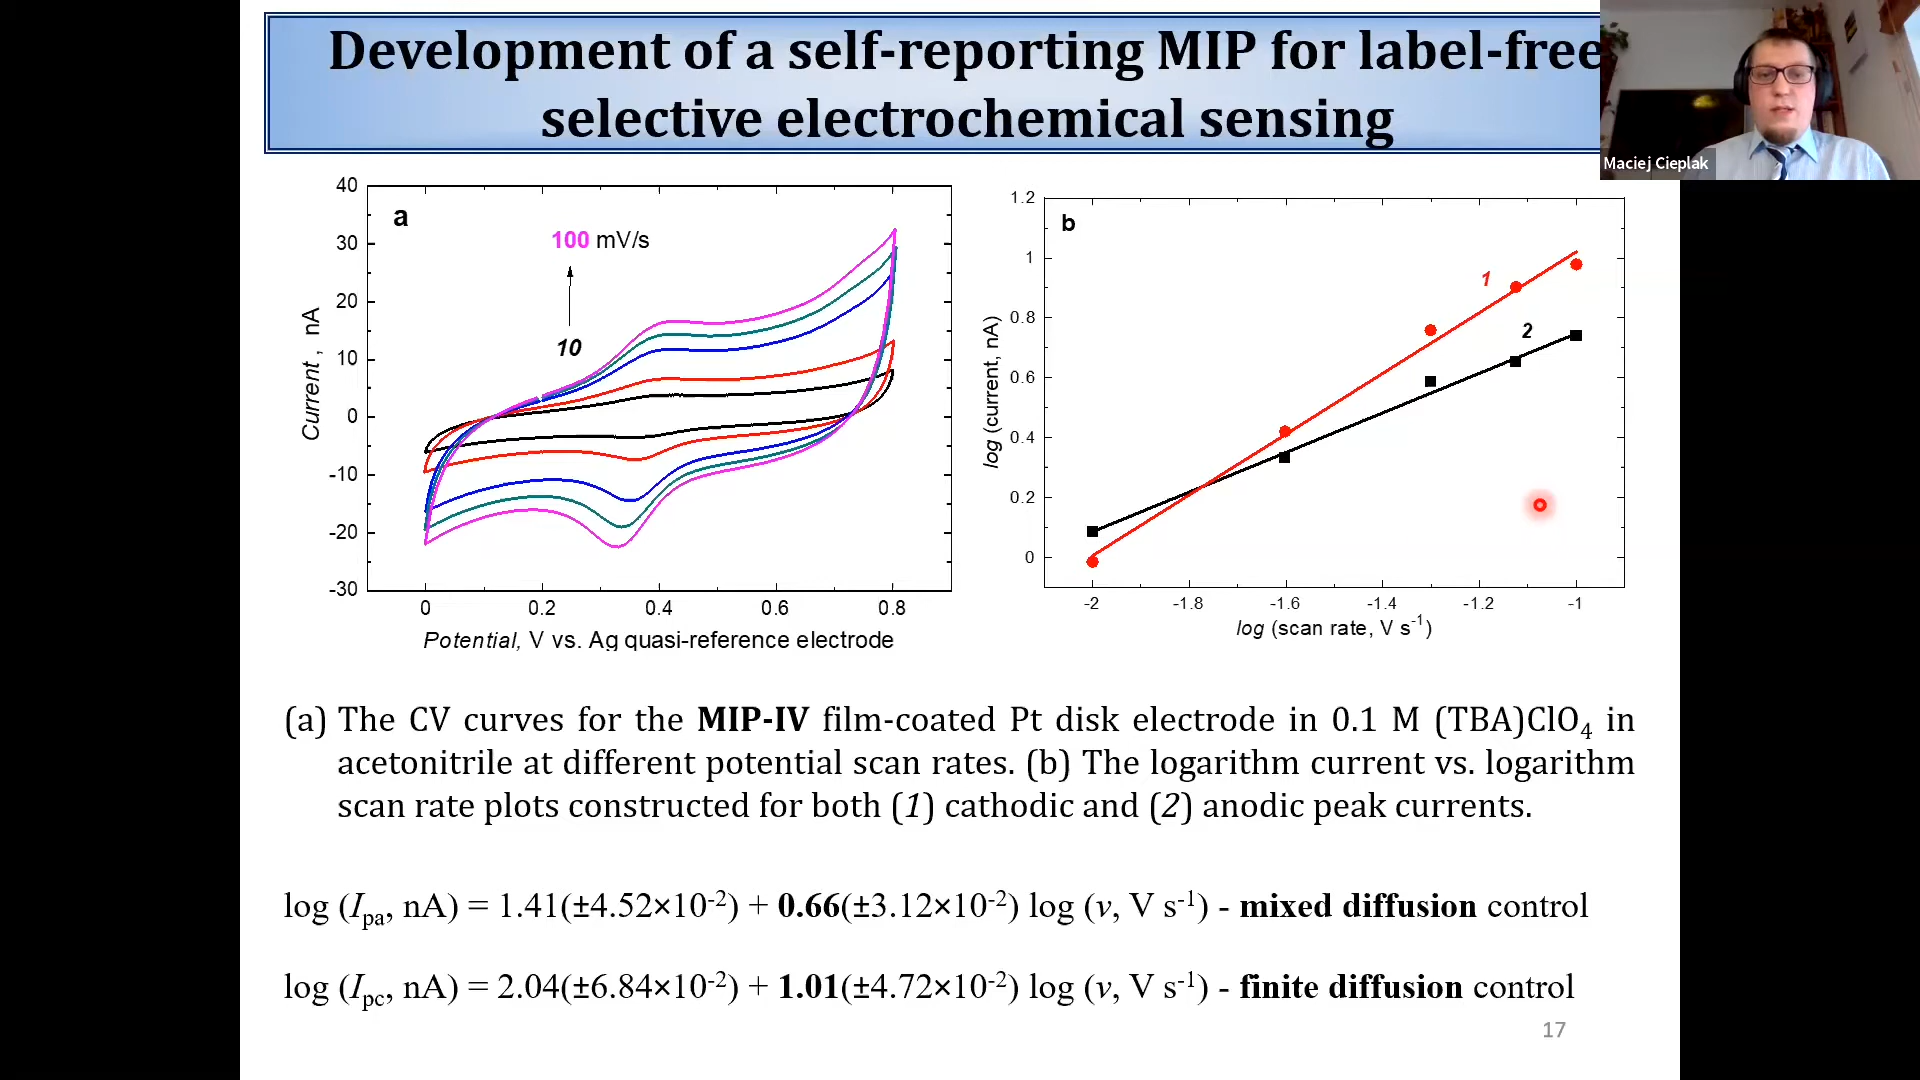 Development of a self-reporting MIP for label-free
selective electrochemical sensing
Maciej Cieplak
a
100 mV/s
10
40
30
20
10
0
-10
-20
-30
0 0.2 0.4 0.6 0.8
Current, nA
Potential, V vs. Ag quasi-reference electrode
b
1
2
1.2
1
0.8
0.6
0.4
0.2
0
-2 -1.8 -1.6 -1.4 -1.2 -1
log (current, nA)
log (scan rate, V s⁻¹)
(a) The CV curves for the MIP-IV film-coated Pt disk electrode in 0.1 M (TBA)ClO₄ in
acetonitrile at different potential scan rates. (b) The logarithm current vs. logarithm
scan rate plots constructed for both (1) cathodic and (2) anodic peak currents.
log (Ipa, nA) = 1.41(±4.52×10⁻²) + 0.66(±3.12×10⁻²) log (v, V s⁻¹) - mixed diffusion control
log (Ipc, nA) = 2.04(±6.84×10⁻²) + 1.01(±4.72×10⁻²) log (v, V s⁻¹) - finite diffusion control
17